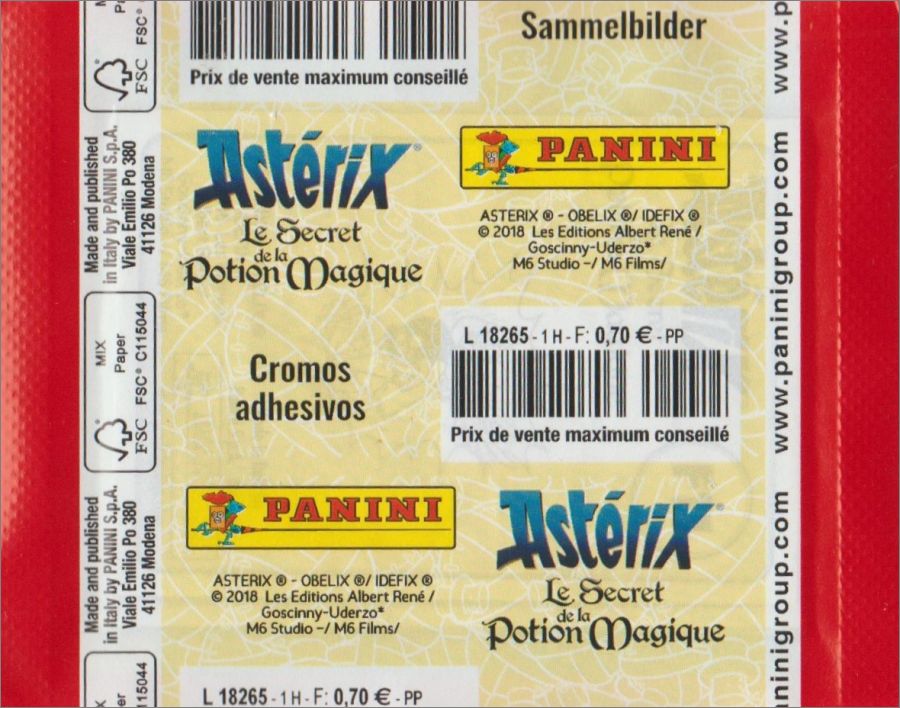 Sammelbilder
Prix de vente maximum conseillé
FSC
FSC®
Made and published
in Italy by PANINI S.p.A.
Viale Emilio Po 380
41126 Modena
Astérix®
Le Secret
de la
Potion Magique
PANINI
ASTERIX ® - OBELIX ®/ IDEFIX ®
© 2018 Les Editions Albert René /
Goscinny-Uderzo*
M6 Studio -/ M6 Films/
www.paninigroup.com
MIX
Paper
FSC® C115044
FSC
L 18265 - 1 H - F: 0,70 € - PP
Prix de vente maximum conseillé
Cromos
adhesivos
Made and published
in Italy by PANINI S.p.A.
Viale Emilio Po 380
41126 Modena
PANINI
ASTERIX ® - OBELIX ®/ IDEFIX ®
© 2018 Les Editions Albert René /
Goscinny-Uderzo*
M6 Studio -/ M6 Films/
Astérix®
Le Secret
de la
Potion Magique
www.paninigroup.com
L 18265 - 1 H - F: 0,70 € - PP